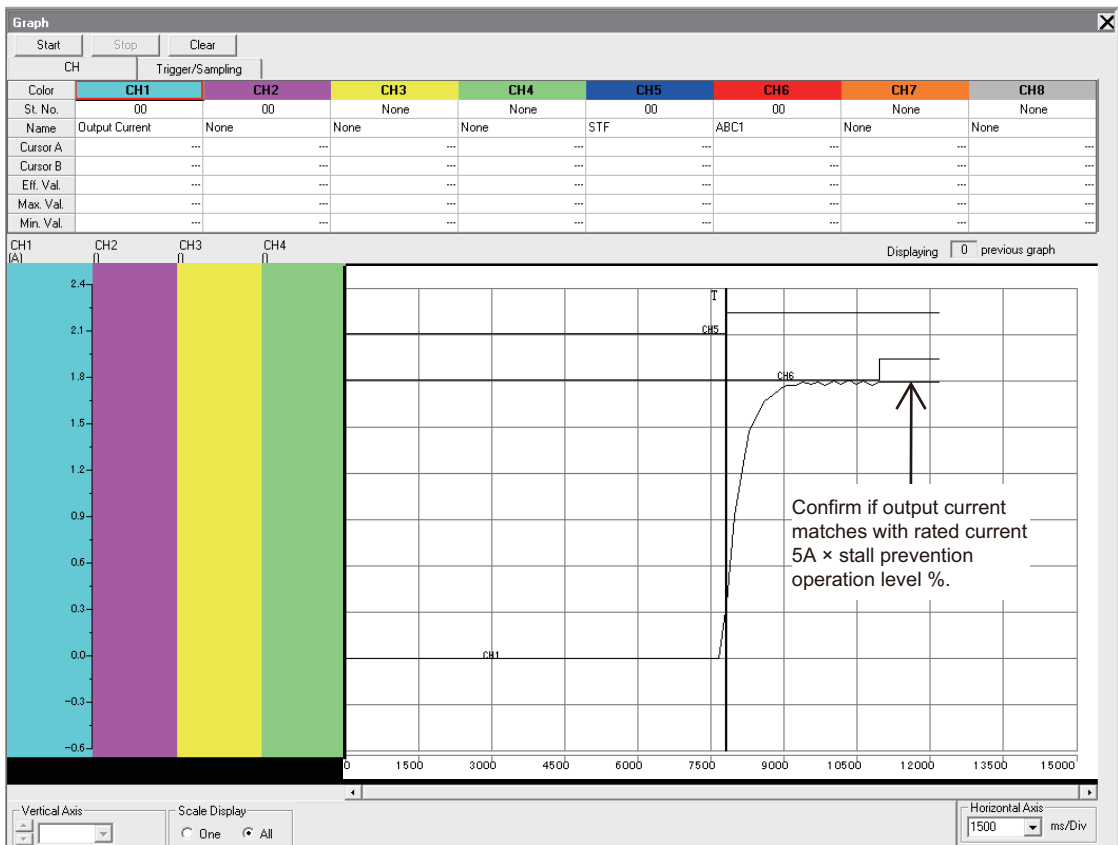 Graph
Start Stop Clear
CH Trigger/Sampling
Color CH1 CH2 CH3 CH4 CH5 CH6 CH7 CH8
St. No. 00 00 None None 00 00 None None
Name Output Current None None None STF ABC1 None None
Cursor A --- --- --- --- --- --- --- ---
Cursor B --- --- --- --- --- --- --- ---
Eff. Val. --- --- --- --- --- --- --- ---
Max. Val. --- --- --- --- --- --- --- ---
Min. Val. --- --- --- --- --- --- --- ---
CH1 CH2 CH3 CH4
(A) () () ()
Displaying 0 previous graph
2.4
2.1
1.8
1.5
1.2
0.9
0.6
0.3
0.0
-0.3
-0.6
T
CH5
CH6
Confirm if output current
matches with rated current
5A × stall prevention
operation level %.
CH1
0 1500 3000 4500 6000 7500 9000 10500 12000 13500 15000
Vertical Axis
Scale Display
One All
Horizontal Axis
1500 ms/Div